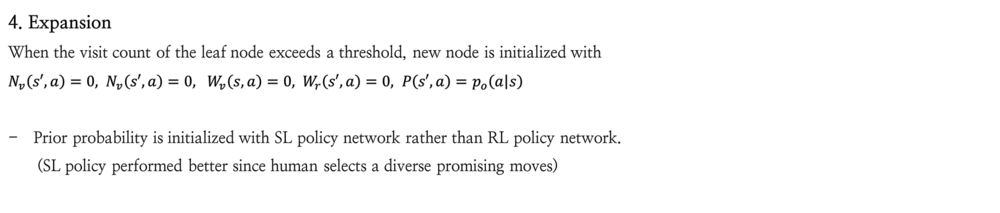 4. Expansion
When the visit count of the leaf node exceeds a threshold, new node is initialized with
N_v(s′, a) = 0, N_v(s′, a) = 0, W_v(s, a) = 0, W_r(s′, a) = 0, P(s′, a) = p_o(a|s)
– Prior probability is initialized with SL policy network rather than RL policy network.
(SL policy performed better since human selects a diverse promising moves)